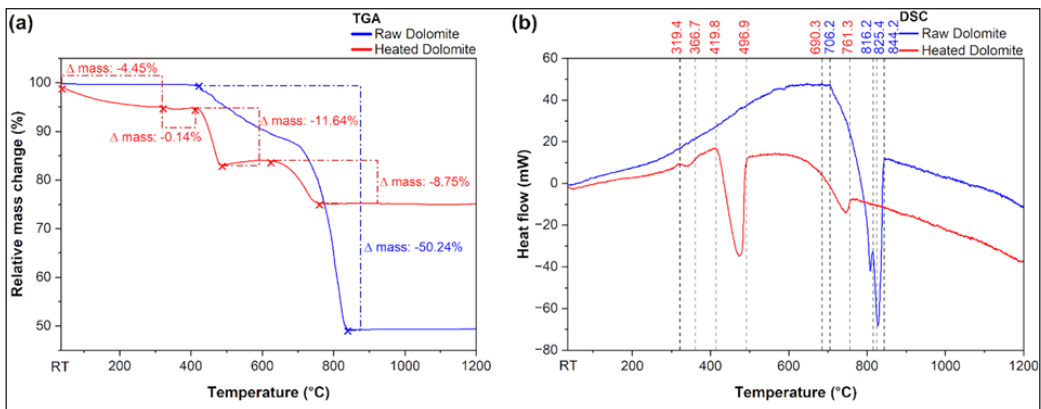 (a)
TGA
Raw Dolomite
Heated Dolomite
Δ mass: -4.45%
Δ mass: -0.14%
Δ mass: -11.64%
Δ mass: -8.75%
Δ mass: -50.24%
Relative mass change (%)
100
90
80
70
60
50
RT
200
400
600
800
1000
1200
Temperature (°C)
(b)
319.4
366.7
419.8
496.9
690.3
706.2
761.3
816.2
825.4
844.2
DSC
Raw Dolomite
Heated Dolomite
Heat flow (mW)
60
40
20
0
−20
−40
−60
−80
RT
200
400
600
800
1000
1200
Temperature (°C)